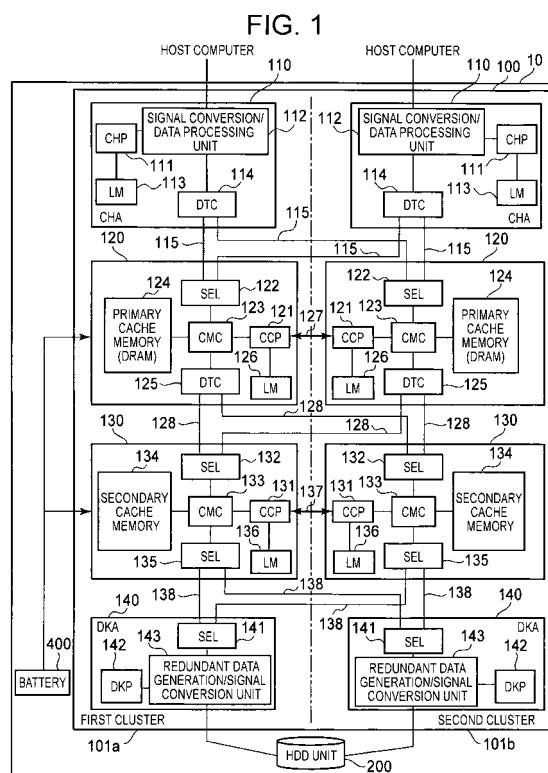 FIG. 1
HOST COMPUTER
HOST COMPUTER
10
100
110
110
SIGNAL CONVERSION/
DATA PROCESSING
UNIT
112
CHP
111
LM
113
114
DTC
CHA
112
SIGNAL CONVERSION/
DATA PROCESSING
UNIT
CHP
111
113
LM
114
DTC
CHA
115
115
115
115
120
120
124
PRIMARY
CACHE
MEMORY
(DRAM)
122
SEL
123
CMC
121
CCP
126
LM
DTC
125
127
122
SEL
123
CMC
121
CCP
126
LM
DTC
125
124
PRIMARY
CACHE
MEMORY
(DRAM)
128
128
128
128
130
130
134
SECONDARY
CACHE
MEMORY
132
SEL
133
CMC
131
CCP
136
LM
SEL
135
137
132
SEL
133
CMC
131
CCP
136
LM
SEL
135
134
SECONDARY
CACHE
MEMORY
138
138
138
138
140
140
DKA
SEL
141
142
143
DKP
REDUNDANT DATA
GENERATION/SIGNAL
CONVERSION UNIT
FIRST CLUSTER
101a
DKA
141
SEL
143
142
REDUNDANT DATA
GENERATION/SIGNAL
CONVERSION UNIT
DKP
SECOND CLUSTER
101b
400
BATTERY
HDD UNIT
200